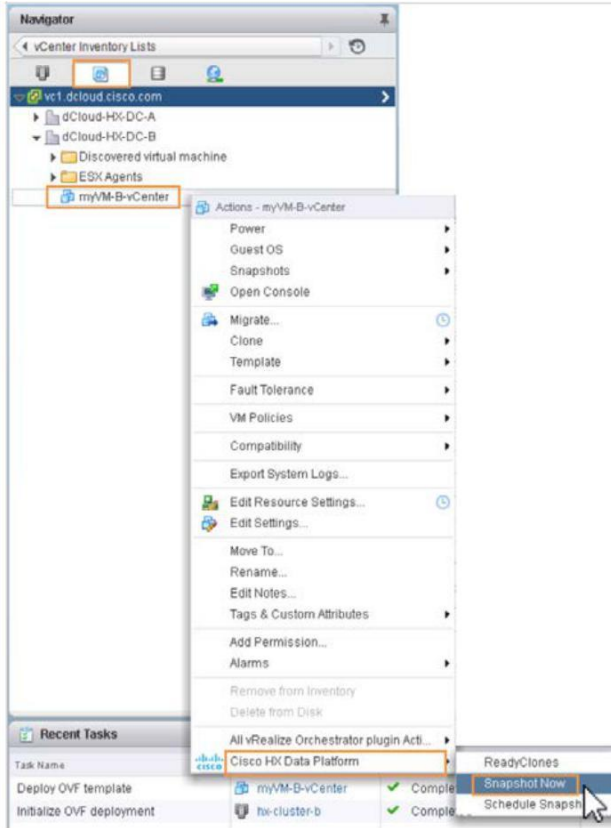 Navigator
vCenter Inventory Lists
vc1.dcloud.cisco.com
dCloud-HX-DC-A
dCloud-HX-DC-B
Discovered virtual machine
ESX Agents
myVM-B-vCenter
Actions - myVM-B-vCenter
Power
Guest OS
Snapshots
Open Console
Migrate...
Clone
Template
Fault Tolerance
VM Policies
Compatibility
Export System Logs...
Edit Resource Settings...
Edit Settings...
Move To...
Rename...
Edit Notes...
Tags & Custom Attributes
Add Permission...
Alarms
Remove from Inventory
Delete from Disk
All vRealize Orchestrator plugin Acti...
cisco Cisco HX Data Platform
ReadyClones
Snapshot Now
Schedule Snapsh
Recent Tasks
Task Name
Deploy OVF template myVM-B-vCenter Comple
Initialize OVF deployment hx-cluster-b Comple